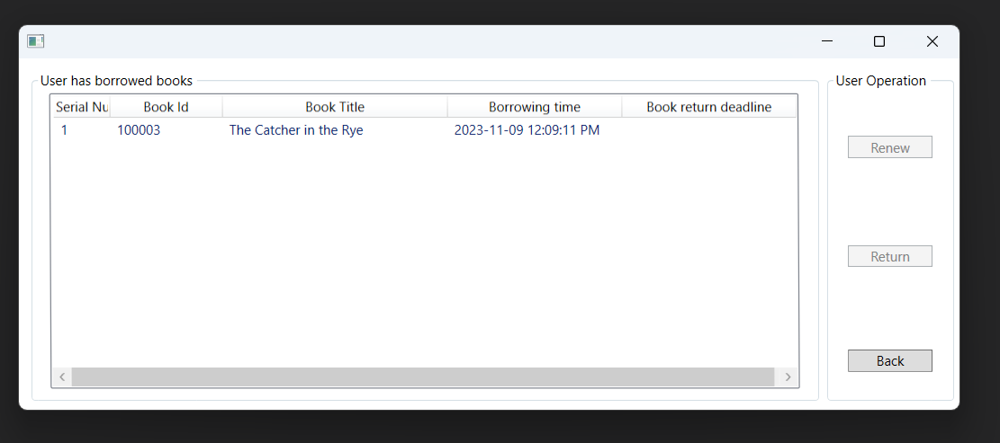 User has borrowed books
Serial Nu Book Id Book Title Borrowing time Book return deadline
1 100003 The Catcher in the Rye 2023-11-09 12:09:11 PM
User Operation
Renew
Return
Back